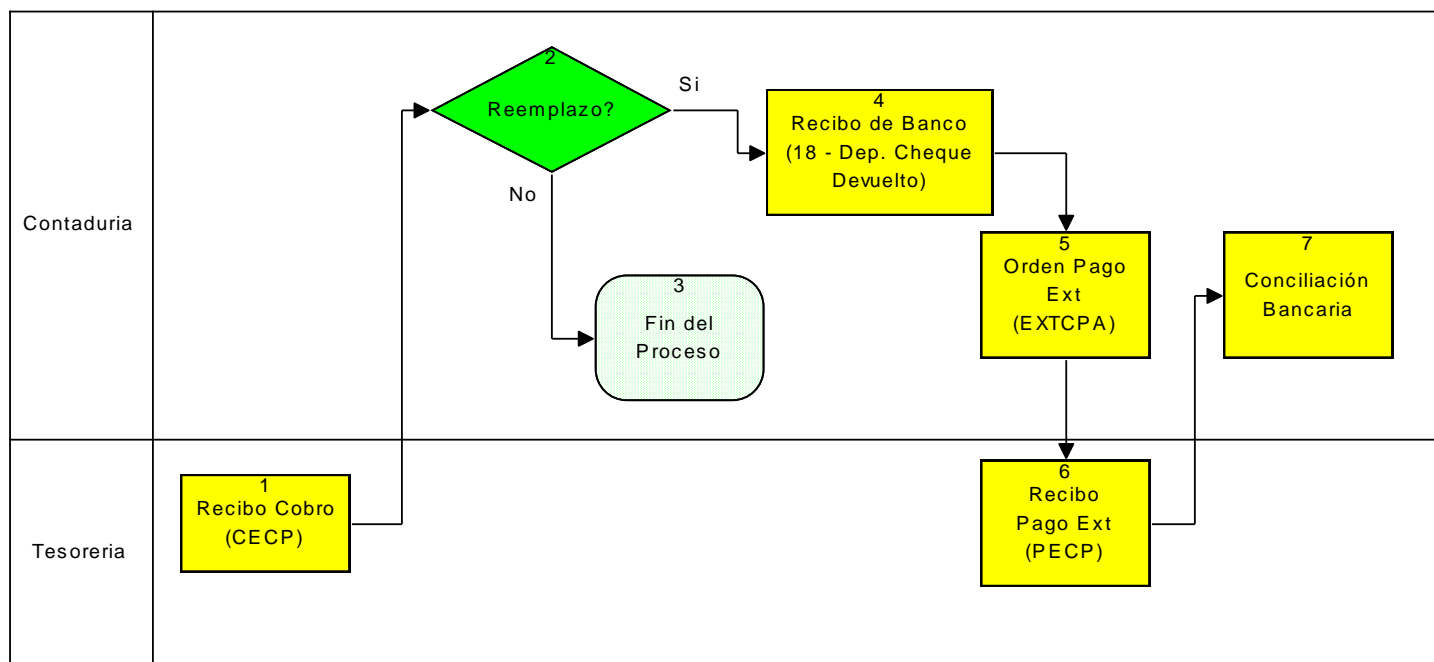 Contaduria
Tesoreria
1
Recibo Cobro
(CECP)
2
Reemplazo?
Si
No
3
Fin del
Proceso
4
Recibo de Banco
(18 - Dep. Cheque
Devuelto)
5
Orden Pago
Ext
(EXTCPA)
6
Recibo
Pago Ext
(PECP)
7
Conciliación
Bancaria